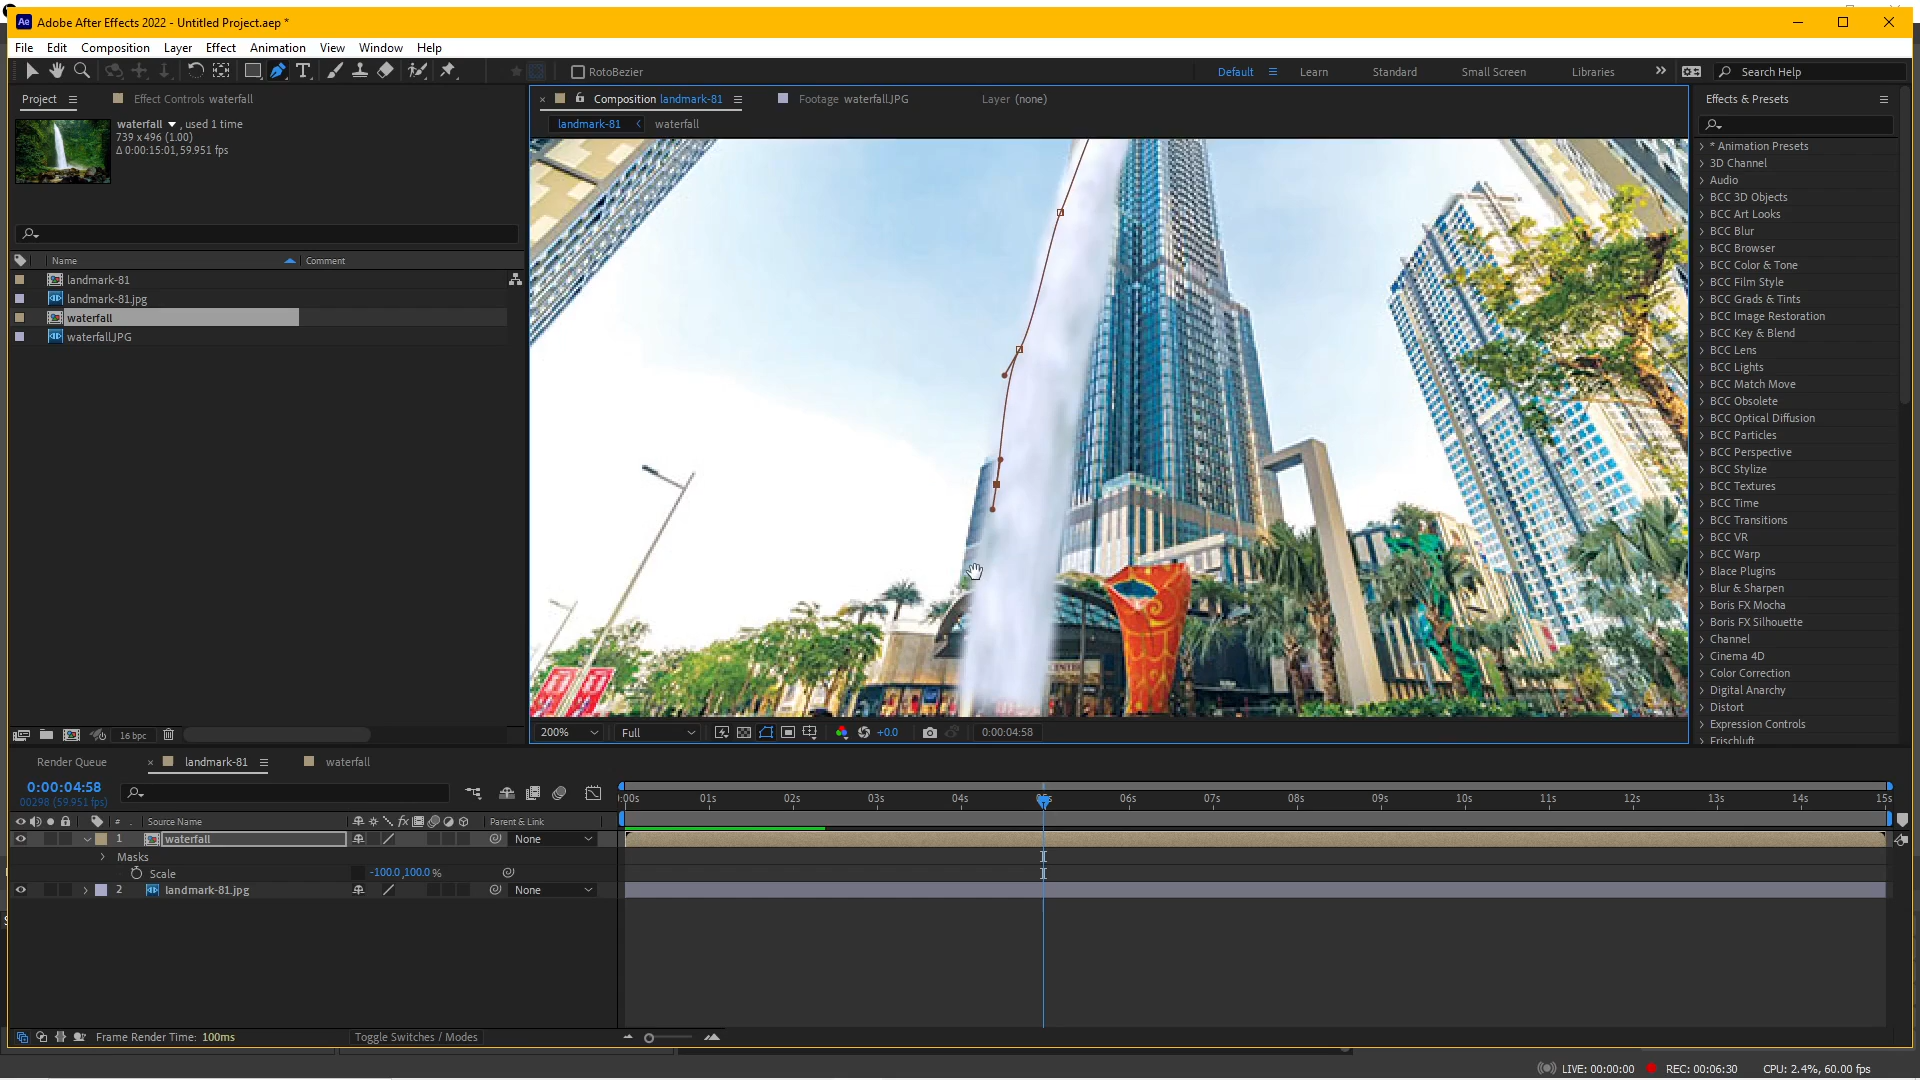 Adobe After Effects 2022 - Untitled Project.aep *
File Edit Composition Layer Effect Animation View Window Help
RotoBezier
Default Learn Standard Small Screen Libraries
Search Help
Project
Effect Controls waterfall
waterfall , used 1 time
739 x 496 (1.00)
Δ 0:00:15:01, 59.951 fps
Name Comment
landmark-81
landmark-81.jpg
waterfall
waterfall.JPG
16 bpc
Composition landmark-81
Footage waterfall.JPG
Layer (none)
landmark-81
waterfall
200%
Full
+0.0
0:00:04:58
Effects & Presets
* Animation Presets
3D Channel
Audio
BCC 3D Objects
BCC Art Looks
BCC Blur
BCC Browser
BCC Color & Tone
BCC Film Style
BCC Grads & Tints
BCC Image Restoration
BCC Key & Blend
BCC Lens
BCC Lights
BCC Match Move
BCC Obsolete
BCC Optical Diffusion
BCC Particles
BCC Perspective
BCC Stylize
BCC Textures
BCC Time
BCC Transitions
BCC VR
BCC Warp
Blace Plugins
Blur & Sharpen
Boris FX Mocha
Boris FX Silhouette
Channel
Cinema 4D
Color Correction
Digital Anarchy
Distort
Expression Controls
Frischluft
Render Queue
landmark-81
waterfall
0:00:04:58
00298 (59.951 fps)
# Source Name Parent & Link
1 waterfall None
Masks
Scale -100.0,100.0 %
2 landmark-81.jpg None
:00s 01s 02s 03s 04s 05s 06s 07s 08s 09s 10s 11s 12s 13s 14s 15s
Frame Render Time: 100ms
Toggle Switches / Modes
LIVE: 00:00:00 REC: 00:06:30 CPU: 2.4%, 60.00 fps